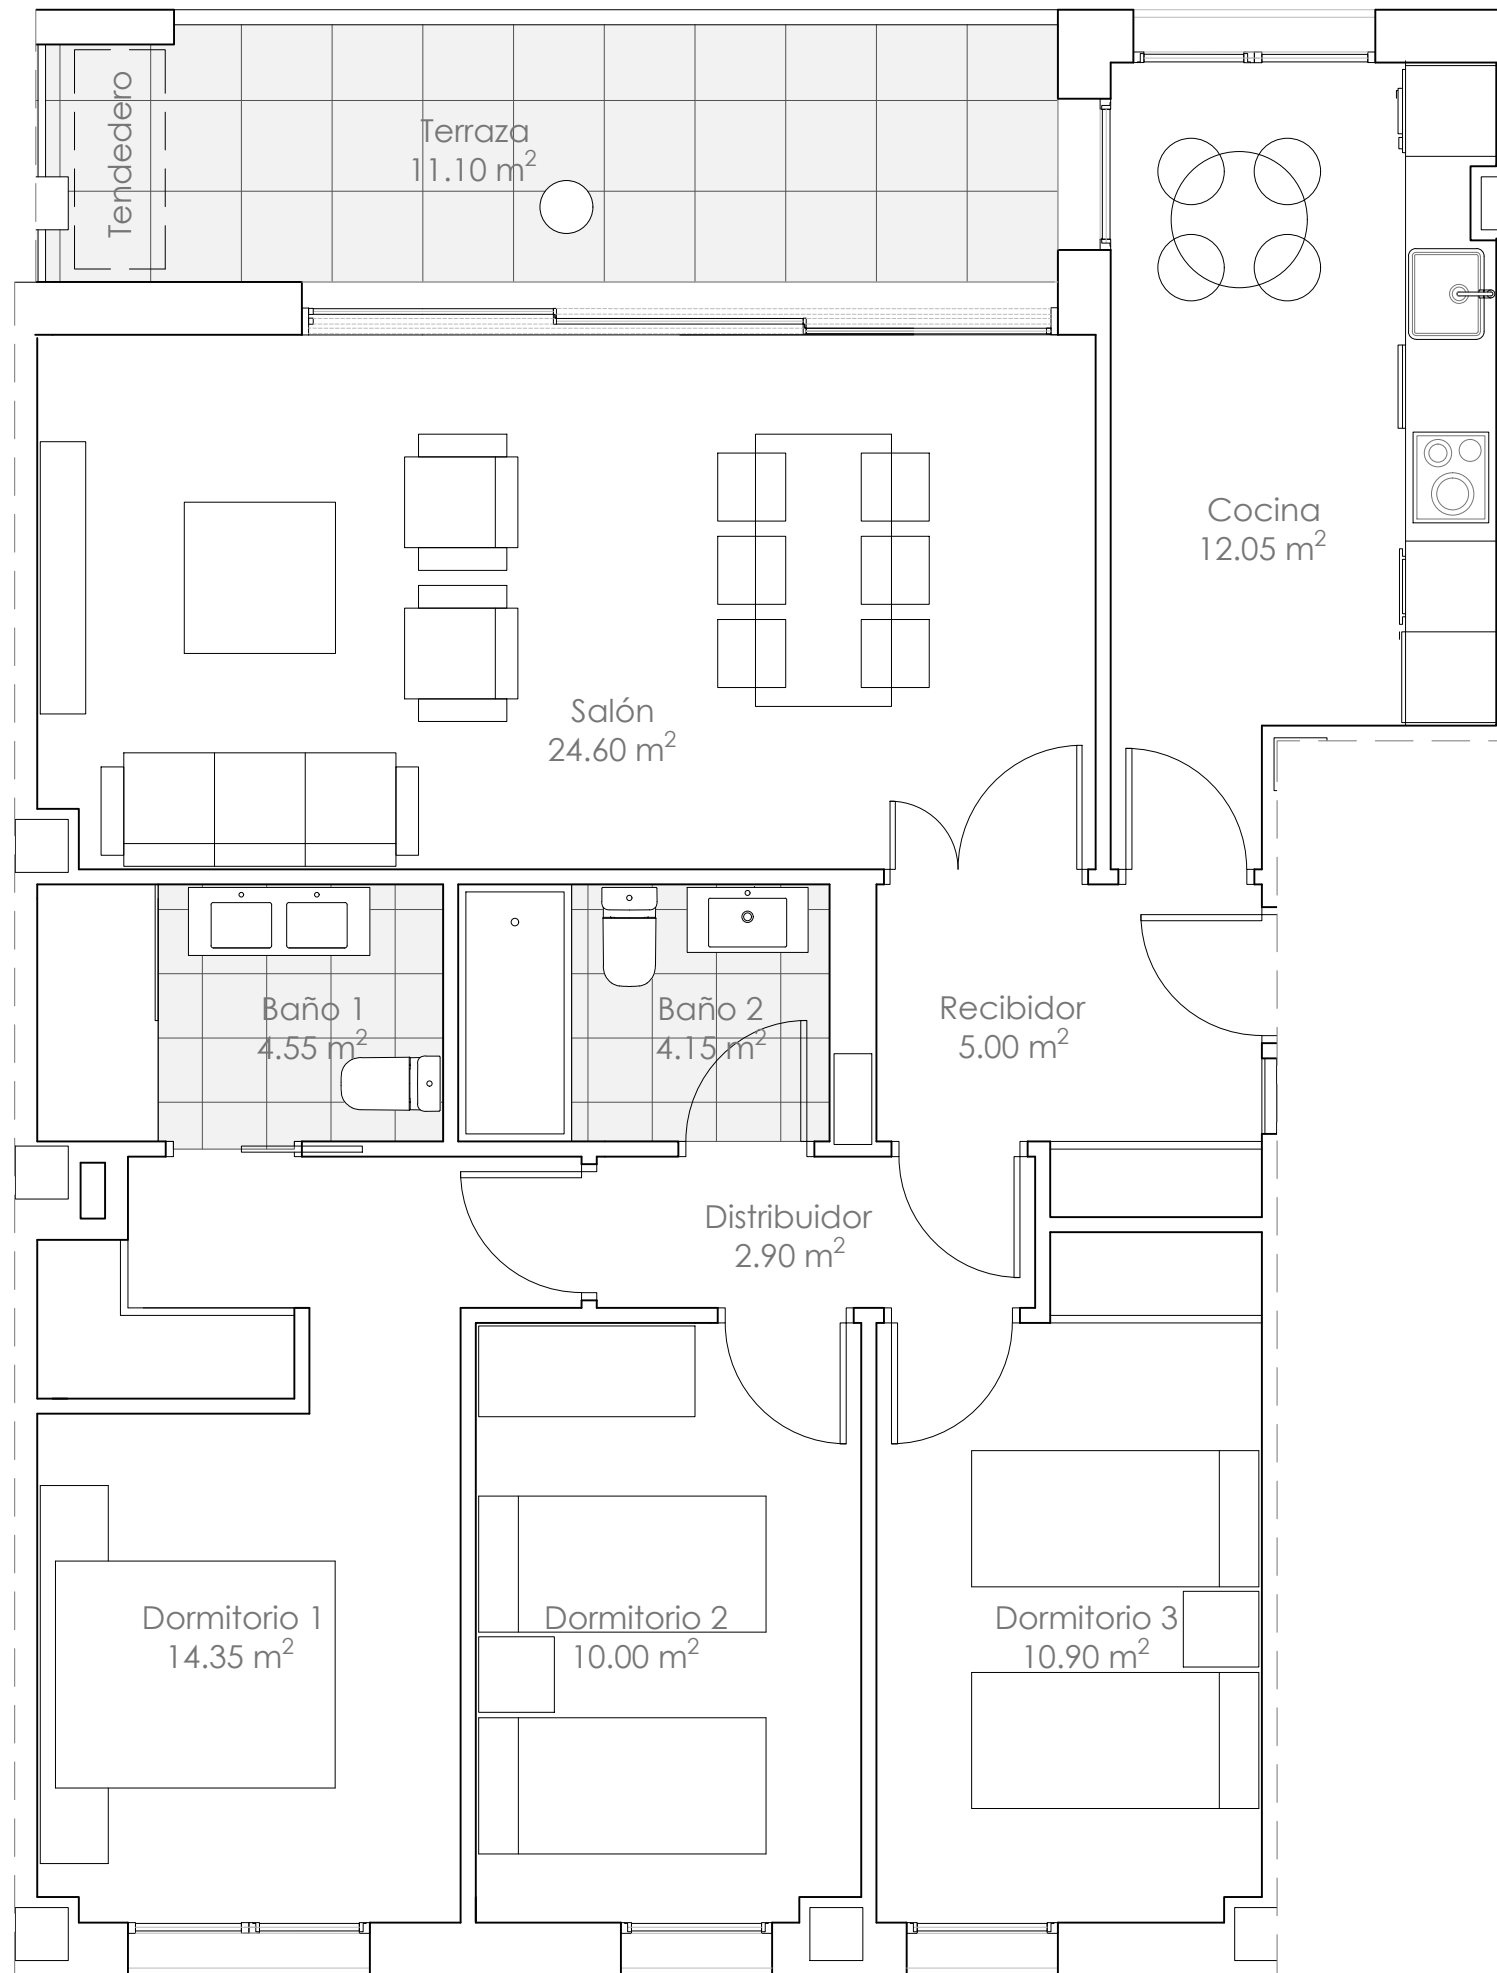 Tendedero
Terraza
11.10 m²
Cocina
12.05 m²
Salón
24.60 m²
Baño 1
4.55 m²
Baño 2
4.15 m²
Recibidor
5.00 m²
Distribuidor
2.90 m²
Dormitorio 1
14.35 m²
Dormitorio 2
10.00 m²
Dormitorio 3
10.90 m²